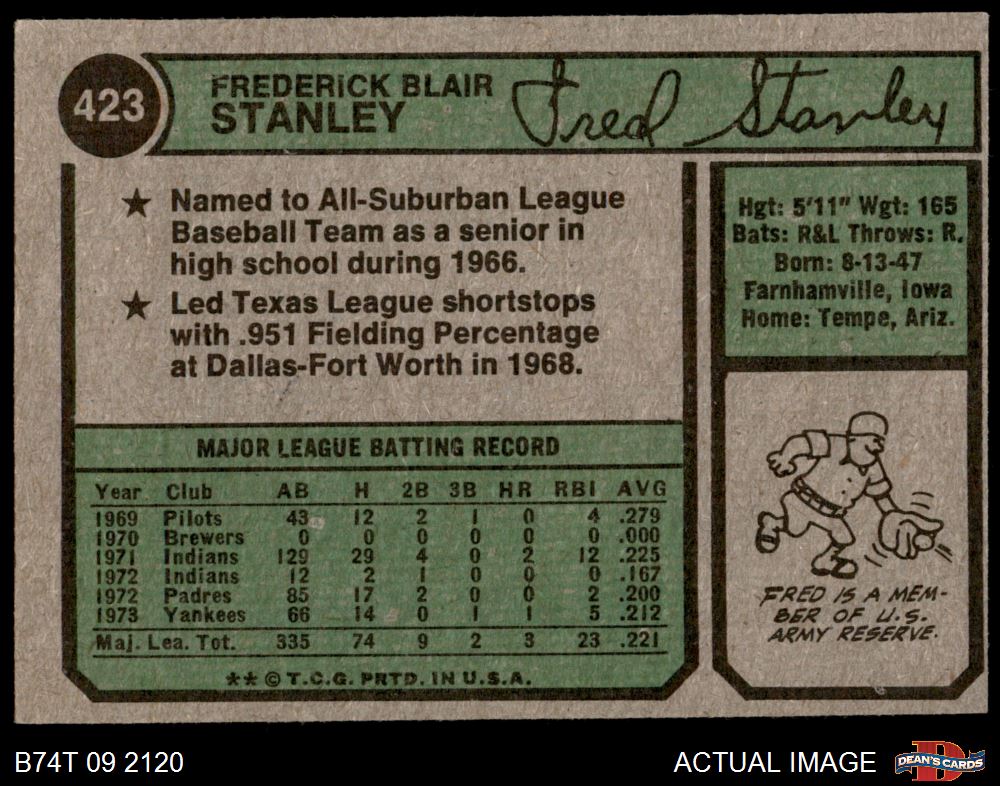 423
FREDERICK BLAIR
STANLEY
Fred Stanley
★ Named to All-Suburban League
Baseball Team as a senior in
high school during 1966.
★ Led Texas League shortstops
with .951 Fielding Percentage
at Dallas-Fort Worth in 1968.
Hgt: 5'11" Wgt: 165
Bats: R&L Throws: R.
Born: 8-13-47
Farnhamville, Iowa
Home: Tempe, Ariz.
MAJOR LEAGUE BATTING RECORD
Year Club AB H 2B 3B HR RBI AVG
1969 Pilots 43 12 2 1 0 4 .279
1970 Brewers 0 0 0 0 0 0 .000
1971 Indians 129 29 4 0 2 12 .225
1972 Indians 12 2 1 0 0 0 .167
1972 Padres 85 17 2 0 0 2 .200
1973 Yankees 66 14 0 1 1 5 .212
Maj. Lea. Tot. 335 74 9 2 3 23 .221
** © T.C.G. PRTD. IN U.S.A.
FRED IS A MEM-
BER OF U.S.
ARMY RESERVE.
B74T 09 2120
ACTUAL IMAGE
DEAN'S CARDS